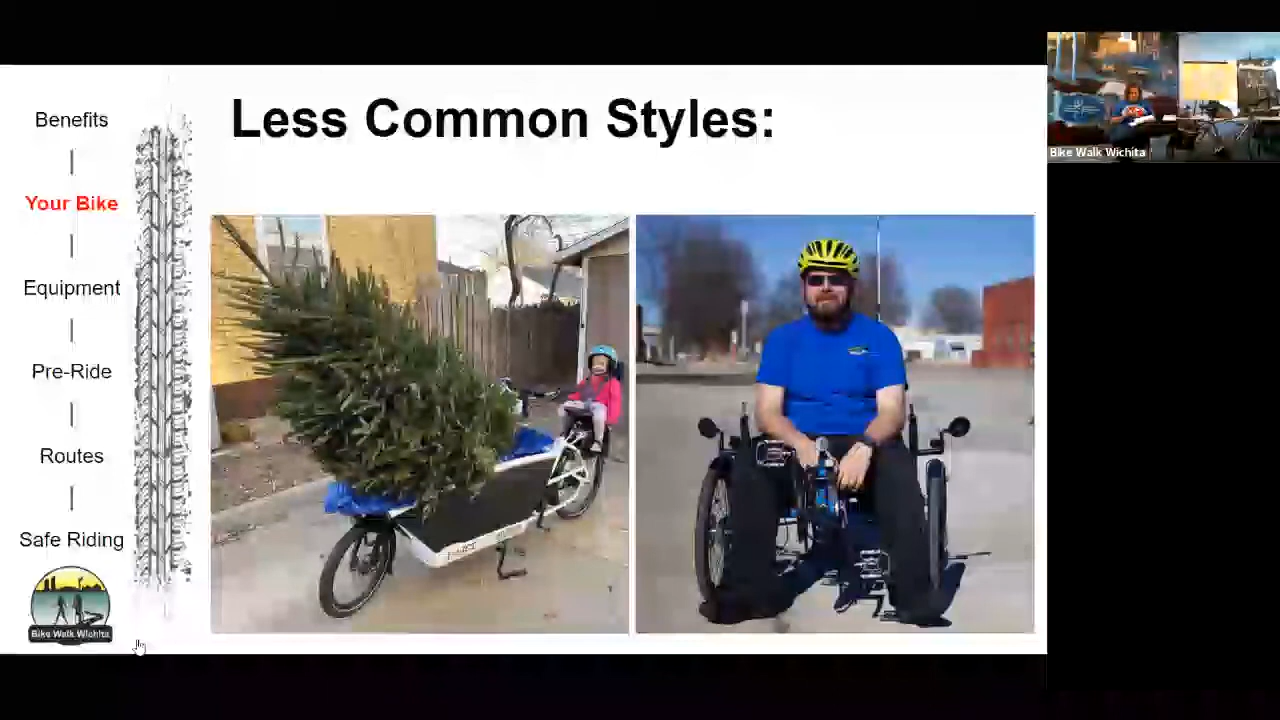 Less Common Styles:
Benefits
Your Bike
Equipment
Pre-Ride
Routes
Safe Riding
Bike Walk Wichita
Bike Walk Wichita